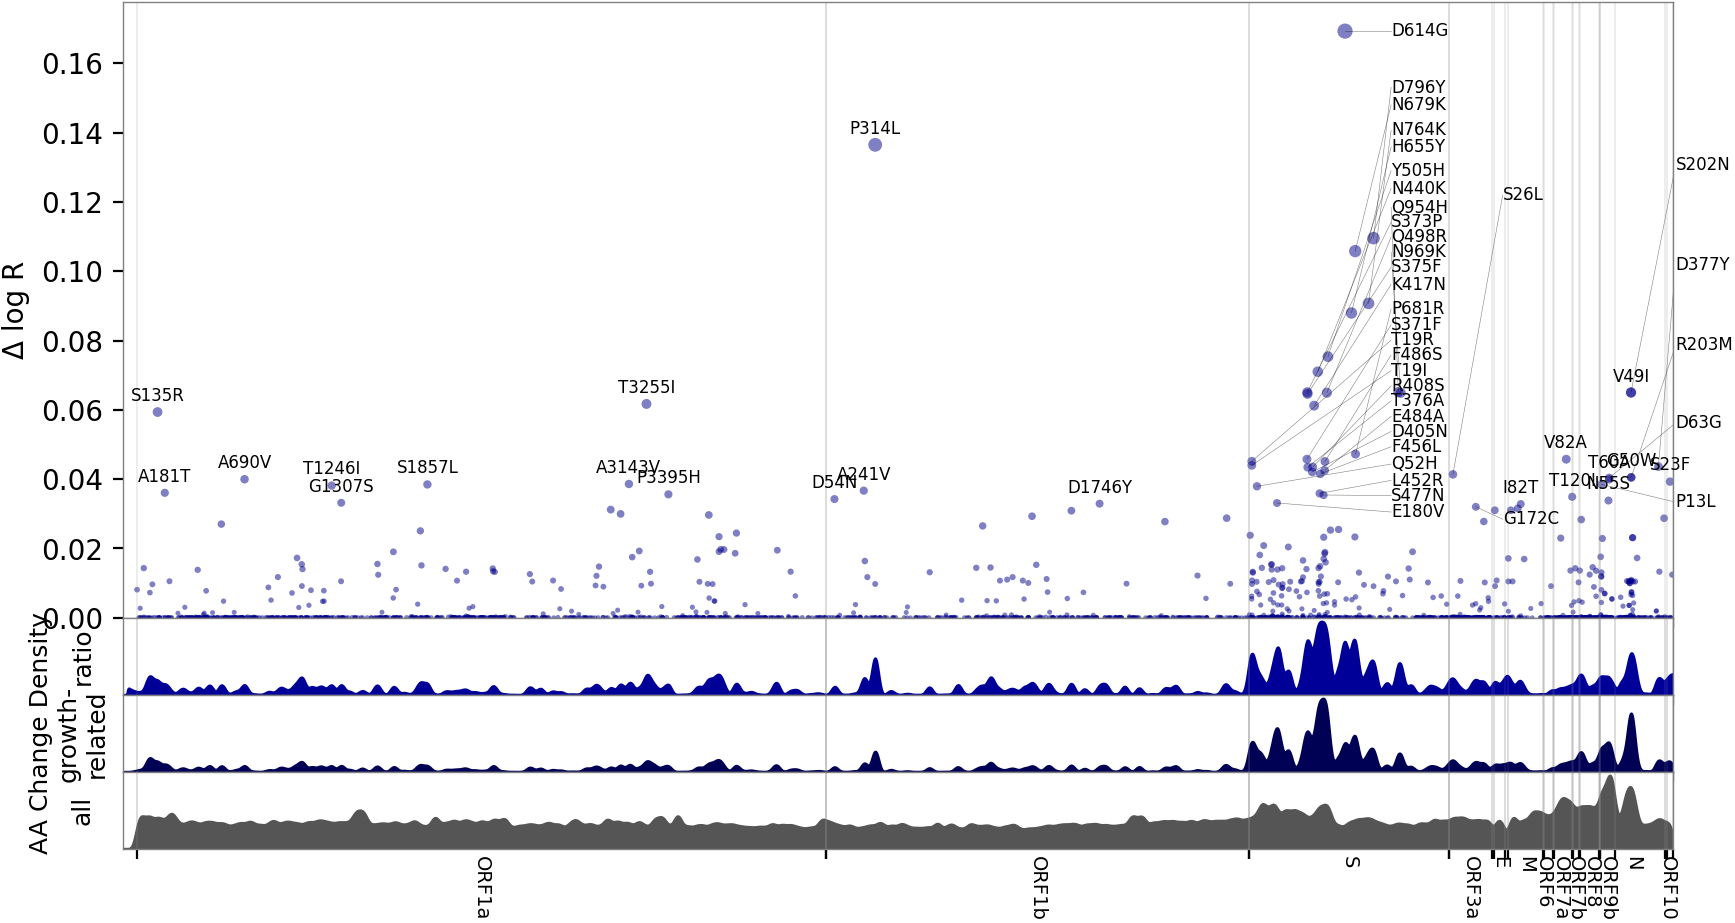 Δ log R
0.16
0.14
0.12
0.10
0.08
0.06
0.04
0.02
0.00
D614G
D796Y
N679K
P314L
N764K
H655Y
S202N
Y505H
N440K
S26L
Q954H
S373P
Q498R
N969K
S375F
D377Y
K417N
P681R
S371F
T19R
R203M
F486S
T19I
V49I
R408S
T3255I
S135R
T376A
E484A
D63G
D405N
V82A
F456L
A690V
T1246I
S1857L
A3143V
Q52H
T60A
G50W
S23F
A181T
G1307S
P3395H
D54N
A241V
D1746Y
L452R
I82T
T120I
N55S
S477N
P13L
E180V
G172C
AA Change Density
ratio
growth-
related
all
ORF1a
ORF1b
S
ORF3a
E
M
ORF6
ORF7a
ORF7b
ORF8
ORF9b
N
ORF10